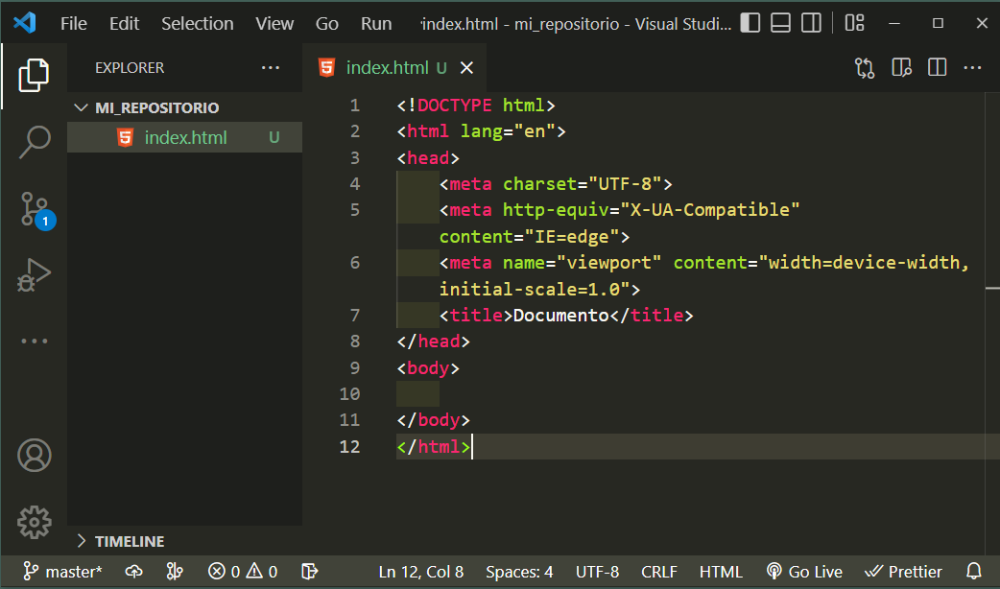 File Edit Selection View Go Run index.html - mi_repositorio - Visual Studi...
EXPLORER ...
MI_REPOSITORIO
index.html U
TIMELINE
index.html U
1 <!DOCTYPE html>
2 <html lang="en">
3 <head>
4 <meta charset="UTF-8">
5 <meta http-equiv="X-UA-Compatible"
content="IE=edge">
6 <meta name="viewport" content="width=device-width,
initial-scale=1.0">
7 <title>Documento</title>
8 </head>
9 <body>
10
11 </body>
12 </html>
1
master* 0 0 Ln 12, Col 8 Spaces: 4 UTF-8 CRLF HTML Go Live Prettier